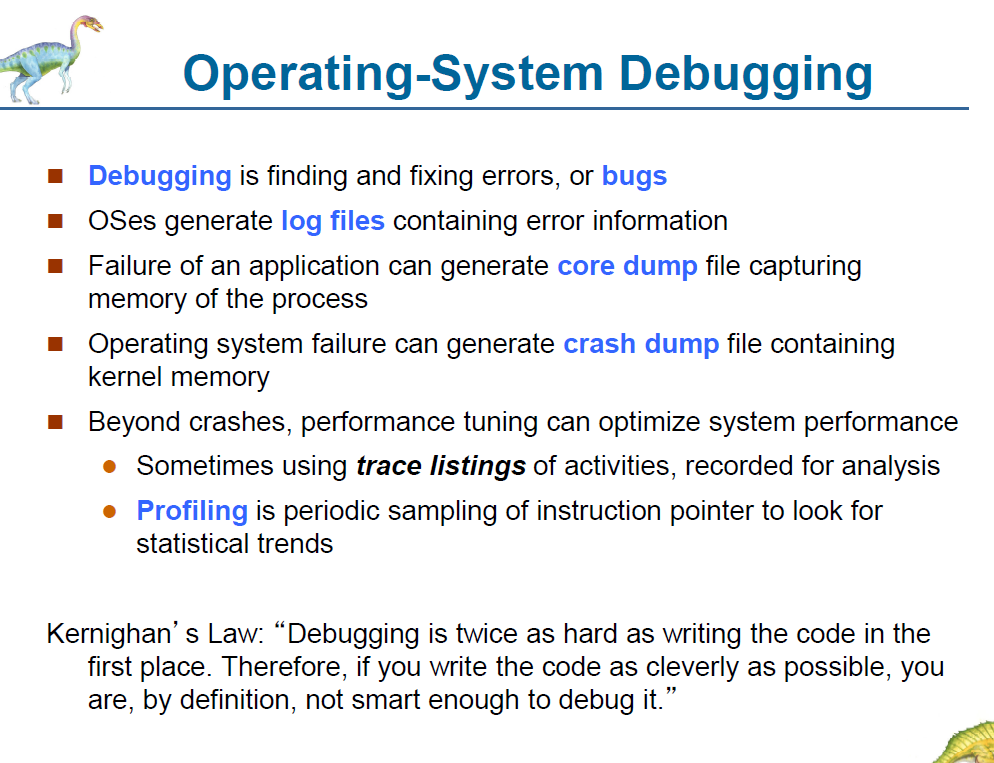 Operating-System Debugging
Debugging is finding and fixing errors, or bugs
OSes generate log files containing error information
Failure of an application can generate core dump file capturing
memory of the process
Operating system failure can generate crash dump file containing
kernel memory
Beyond crashes, performance tuning can optimize system performance
Sometimes using trace listings of activities, recorded for analysis
Profiling is periodic sampling of instruction pointer to look for
statistical trends
Kernighan’s Law: “Debugging is twice as hard as writing the code in the
first place. Therefore, if you write the code as cleverly as possible, you
are, by definition, not smart enough to debug it.”